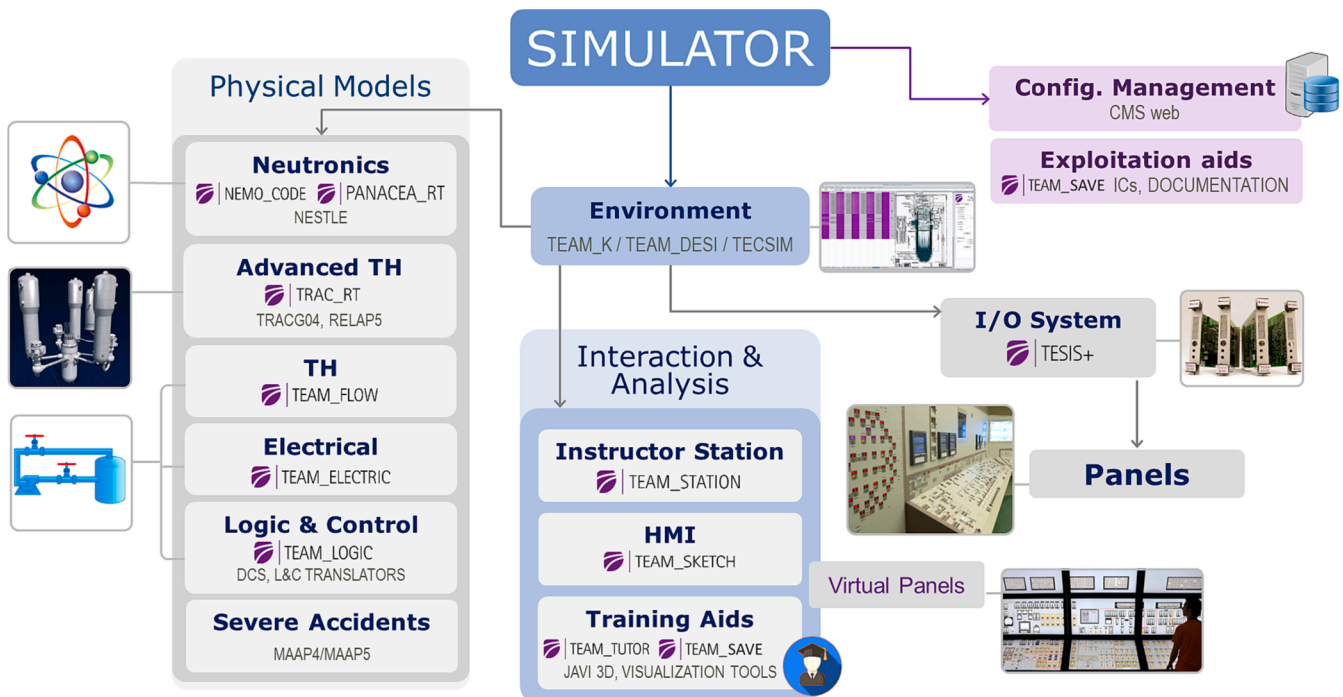 SIMULATOR
Physical Models
Neutronics
NEMO_CODE PANACEA_RT
NESTLE
Advanced TH
TRAC_RT
TRACG04, RELAP5
TH
TEAM_FLOW
Electrical
TEAM_ELECTRIC
Logic & Control
TEAM_LOGIC
DCS, L&C TRANSLATORS
Severe Accidents
MAAP4/MAAP5
Environment
TEAM_K / TEAM_DESI / TECSIM
Interaction &
Analysis
Instructor Station
TEAM_STATION
HMI
TEAM_SKETCH
Training Aids
TEAM_TUTOR TEAM_SAVE
JAVI 3D, VISUALIZATION TOOLS
Config. Management
CMS web
Exploitation aids
TEAM_SAVE ICs, DOCUMENTATION
I/O System
TESIS+
Panels
Virtual Panels